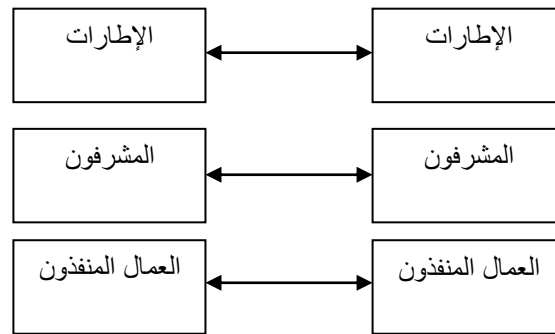 الإطارات
الإطارات
المشرفون
المشرفون
العمال المنفذون
العمال المنفذون